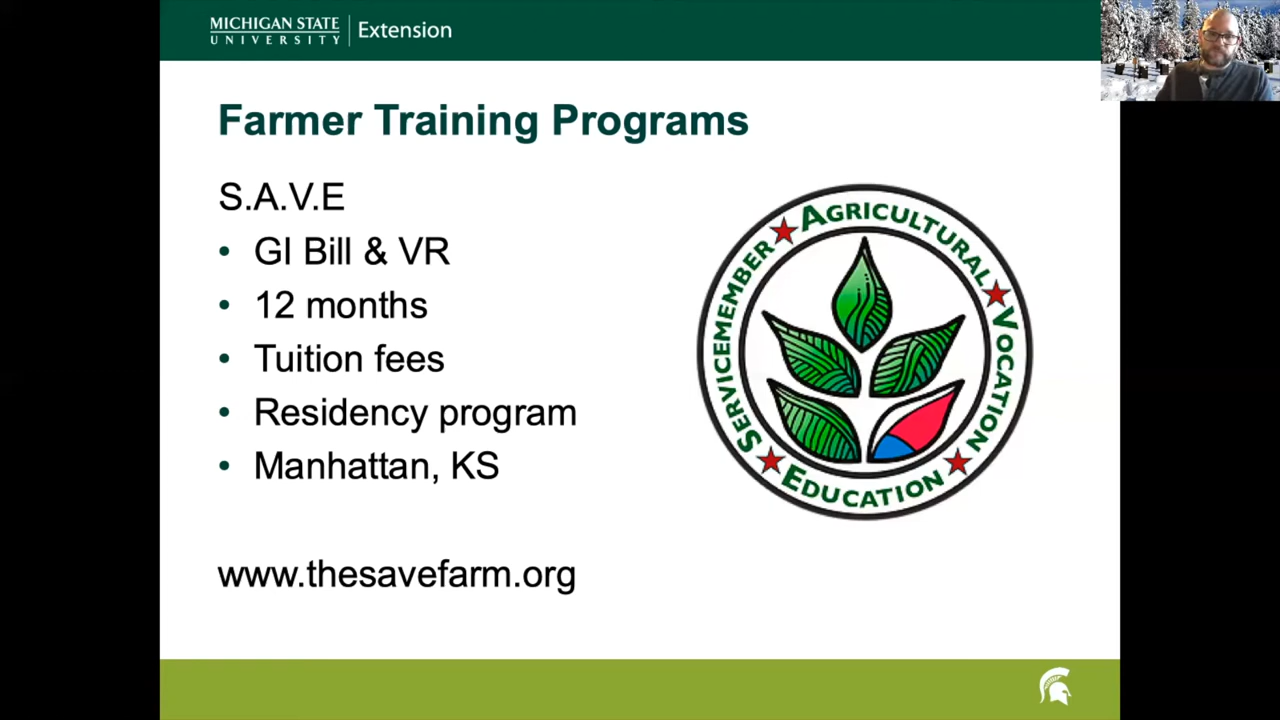 MICHIGAN STATE
UNIVERSITY
Extension
Farmer Training Programs
S.A.V.E
• GI Bill & VR
• 12 months
• Tuition fees
• Residency program
• Manhattan, KS
www.thesavefarm.org
SERVICEMEMBER
AGRICULTURAL
VOCATION
EDUCATION